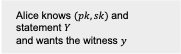 Alice knows (pk, sk) and
statement Y
and wants the witness y